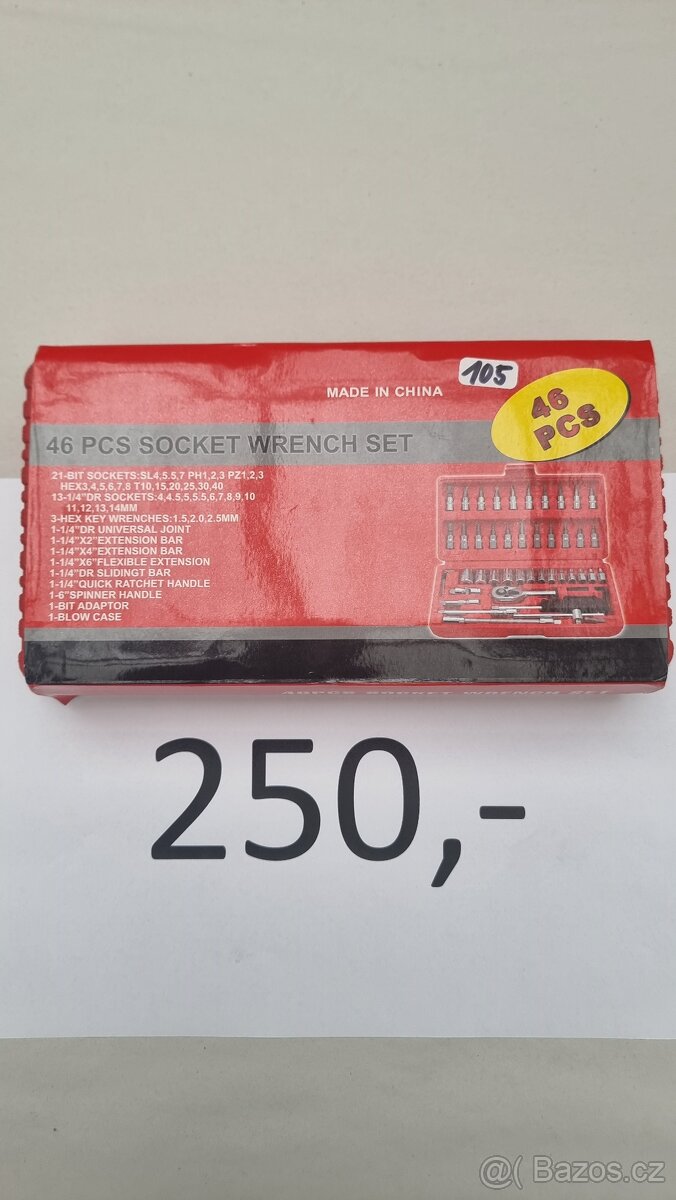 105
MADE IN CHINA
46
PCS
46 PCS SOCKET WRENCH SET
21-BIT SOCKETS:SL4,5.5,7 PH1,2,3 PZ1,2,3
HEX3,4,5,6,7,8 T10,15,20,25,30,40
13-1/4"DR SOCKETS:4,4.5,5,5.5,6,7,8,9,10
11,12,13,14MM
3-HEX KEY WRENCHES:1.5,2.0,2.5MM
1-1/4"DR UNIVERSAL JOINT
1-1/4"X2"EXTENSION BAR
1-1/4"X4"EXTENSION BAR
1-1/4"X6"FLEXIBLE EXTENSION
1-1/4"DR SLIDINGT BAR
1-1/4"QUICK RATCHET HANDLE
1-6"SPINNER HANDLE
1-BIT ADAPTOR
1-BLOW CASE
46PCS SOCKET WRENCH SET
250,-
@( Bazos.cz